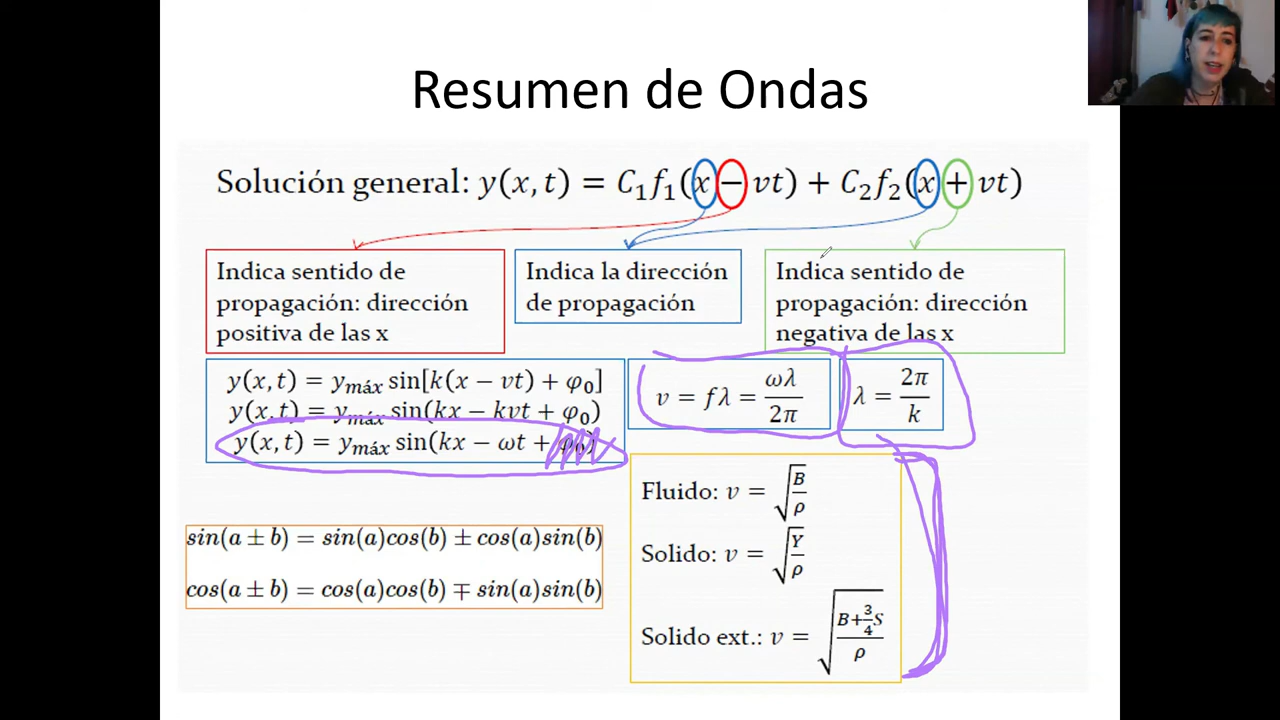 Resumen de Ondas
Solución general: y(x, t) = C₁f₁(x − vt) + C₂f₂(x + vt)
Indica sentido de
propagación: dirección
positiva de las x
Indica la dirección
de propagación
Indica sentido de
propagación: dirección
negativa de las x
y(x, t) = yₘáₓ sin[k(x − vt) + φ₀]
y(x, t) = yₘáₓ sin(kx − kvt + φ₀)
y(x, t) = yₘáₓ sin(kx − ωt + φ₀)
v = fλ = ωλ/2π
λ = 2π/k
Fluido: v = √(B/ρ)
Solido: v = √(Y/ρ)
Solido ext.: v = √((B+¾S)/ρ)
sin(a ± b) = sin(a)cos(b) ± cos(a)sin(b)
cos(a ± b) = cos(a)cos(b) ∓ sin(a)sin(b)